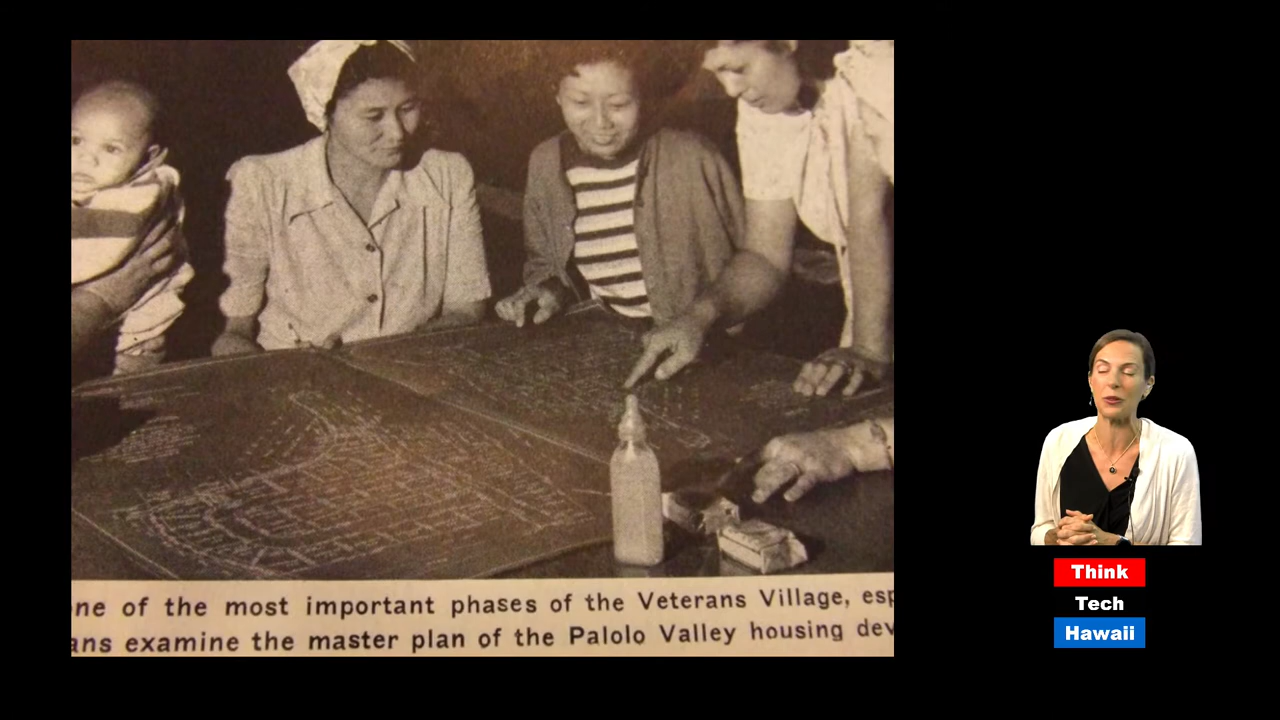 one of the most important phases of the Veterans Village, esp
ans examine the master plan of the Palolo Valley housing dev
Think
Tech
Hawaii